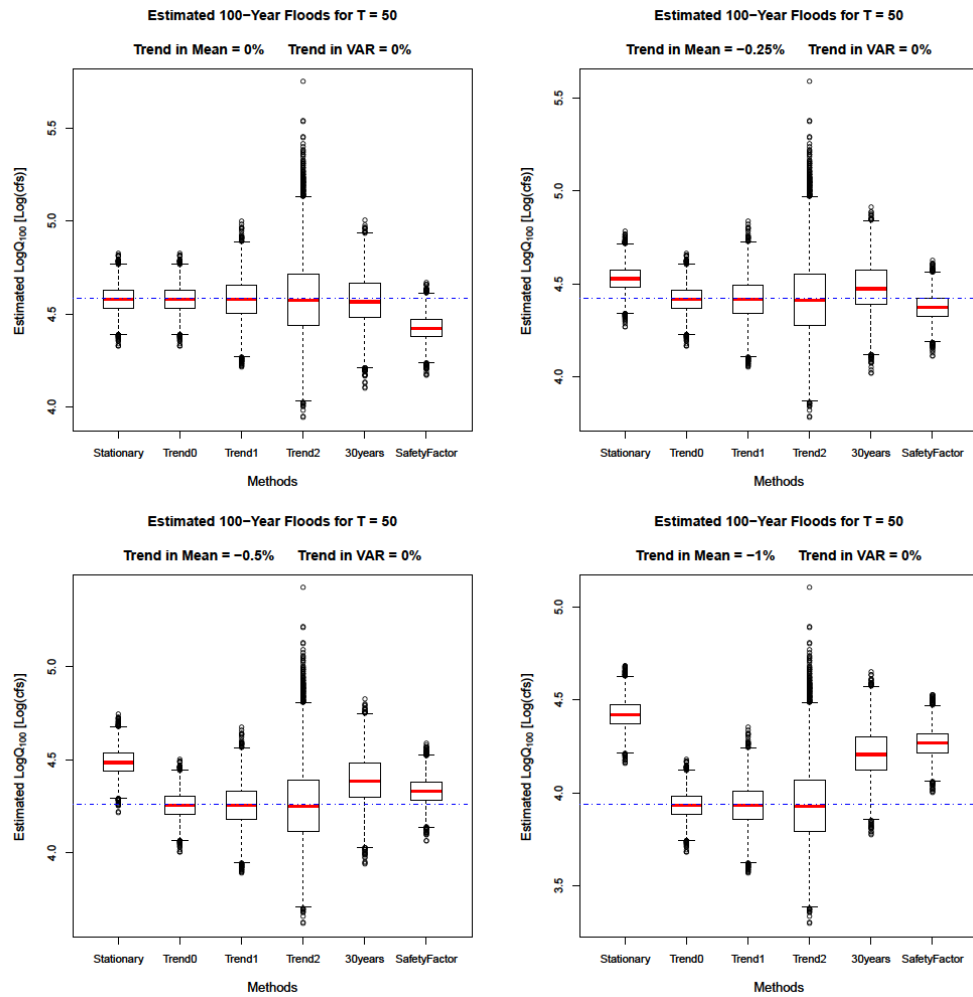 Estimated 100−Year Floods for T = 50
Trend in Mean = 0% Trend in VAR = 0%
Estimated LogQ100 [Log(cfs)]
5.5
5.0
4.5
4.0
Stationary Trend0 Trend1 Trend2 30years SafetyFactor
Methods
Estimated 100−Year Floods for T = 50
Trend in Mean = −0.25% Trend in VAR = 0%
Estimated LogQ100 [Log(cfs)]
5.5
5.0
4.5
4.0
Stationary Trend0 Trend1 Trend2 30years SafetyFactor
Methods
Estimated 100−Year Floods for T = 50
Trend in Mean = −0.5% Trend in VAR = 0%
Estimated LogQ100 [Log(cfs)]
5.0
4.5
4.0
Stationary Trend0 Trend1 Trend2 30years SafetyFactor
Methods
Estimated 100−Year Floods for T = 50
Trend in Mean = −1% Trend in VAR = 0%
Estimated LogQ100 [Log(cfs)]
5.0
4.5
4.0
3.5
Stationary Trend0 Trend1 Trend2 30years SafetyFactor
Methods